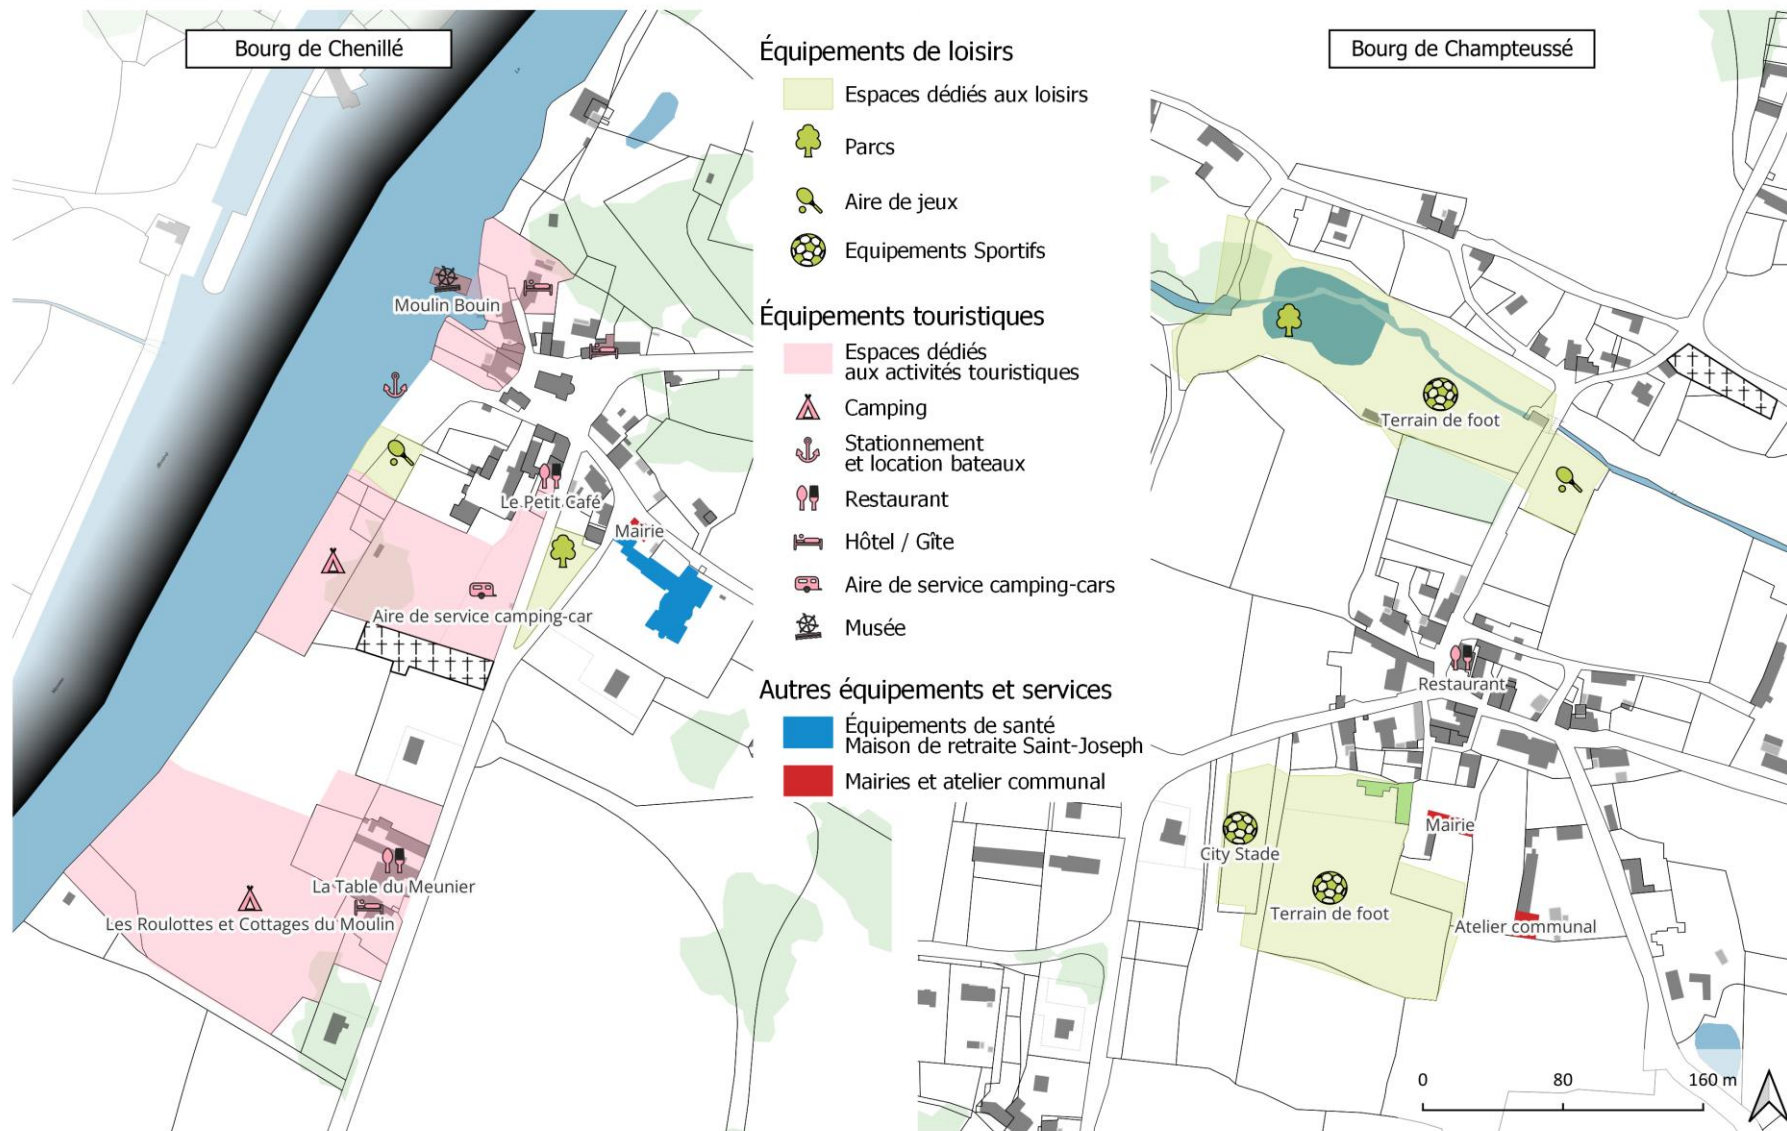 Bourg de Chenillé
Moulin Bouin
Le Petit Café
Mairie
Aire de service camping-car
La Table du Meunier
Les Roulottes et Cottages du Moulin
Équipements de loisirs
Espaces dédiés aux loisirs
Parcs
Aire de jeux
Equipements Sportifs
Équipements touristiques
Espaces dédiés
aux activités touristiques
Camping
Stationnement
et location bateaux
Restaurant
Hôtel / Gîte
Aire de service camping-cars
Musée
Autres équipements et services
Équipements de santé
Maison de retraite Saint-Joseph
Mairies et atelier communal
Bourg de Champteussé
Terrain de foot
Restaurant
Mairie
City Stade
Terrain de foot
Atelier communal
0 80 160 m